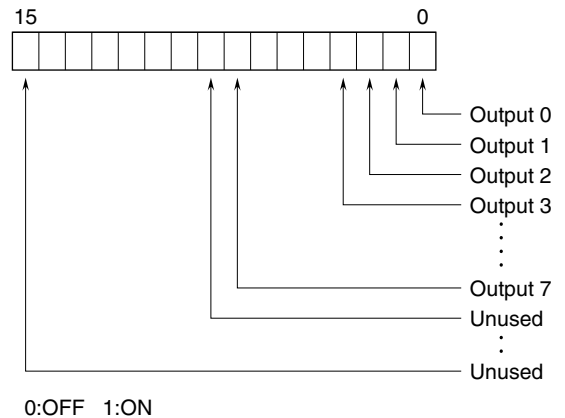 15 0
Output 0
Output 1
Output 2
Output 3
Output 7
Unused
Unused
0:OFF 1:ON